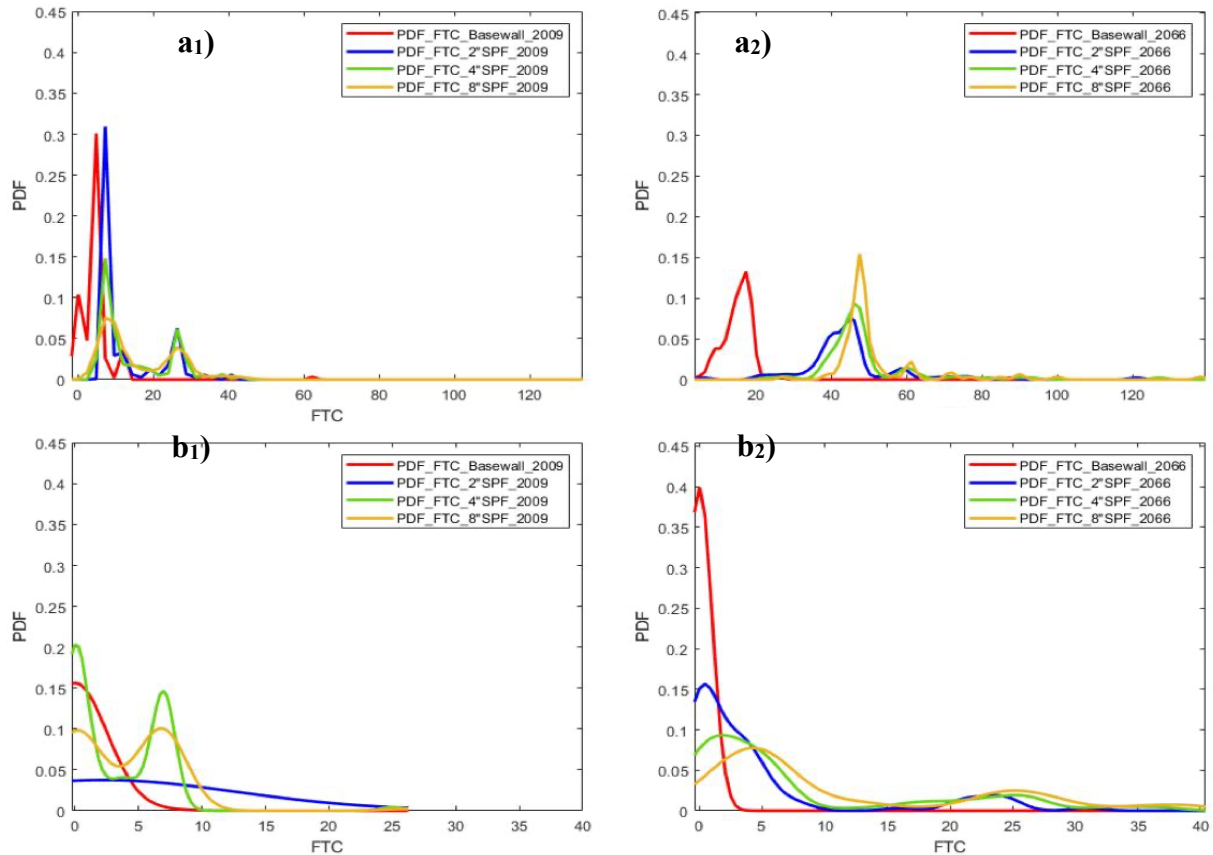 a1)
PDF_FTC_Basewall_2009
PDF_FTC_2"SPF_2009
PDF_FTC_4"SPF_2009
PDF_FTC_8"SPF_2009
0.45
0.4
0.35
0.3
0.25
0.2
0.15
0.1
0.05
0
PDF
0 20 40 60 80 100 120
FTC
a2)
PDF_FTC_Basewall_2066
PDF_FTC_2"SPF_2066
PDF_FTC_4"SPF_2066
PDF_FTC_8"SPF_2066
0.45
0.4
0.35
0.3
0.25
0.2
0.15
0.1
0.05
0
PDF
20 40 60 80 100 120
FTC
b1)
PDF_FTC_Basewall_2009
PDF_FTC_2"SPF_2009
PDF_FTC_4"SPF_2009
PDF_FTC_8"SPF_2009
0.45
0.4
0.35
0.3
0.25
0.2
0.15
0.1
0.05
0
PDF
0 5 10 15 20 25 30 35 40
FTC
b2)
PDF_FTC_Basewall_2066
PDF_FTC_2"SPF_2066
PDF_FTC_4"SPF_2066
PDF_FTC_8"SPF_2066
0.45
0.4
0.35
0.3
0.25
0.2
0.15
0.1
0.05
0
PDF
0 5 10 15 20 25 30 35 40
FTC